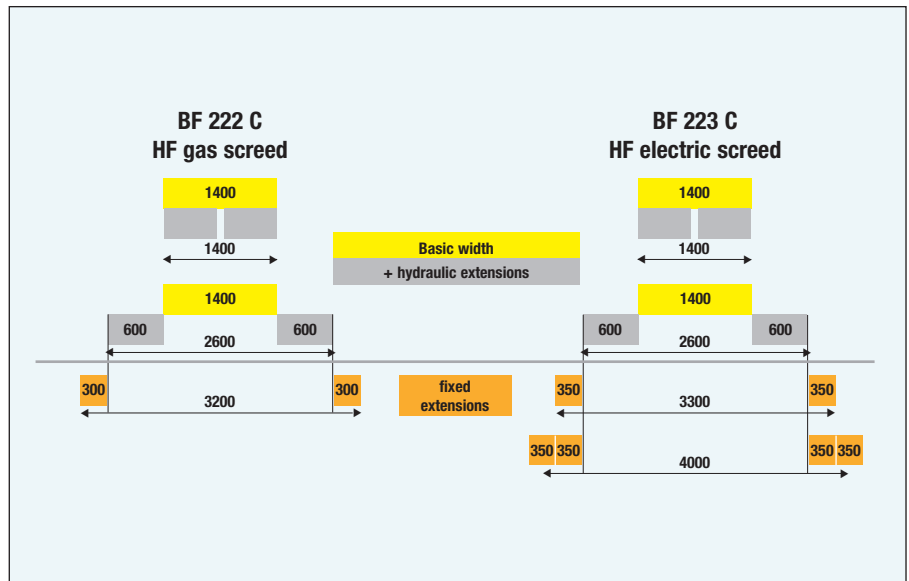 BF 222 C
HF gas screed
1400
1400
1400
600 600
2600
300 300
3200
Basic width
+ hydraulic extensions
fixed
extensions
BF 223 C
HF electric screed
1400
1400
1400
600 600
2600
350 350
3300
350 350 350 350
4000